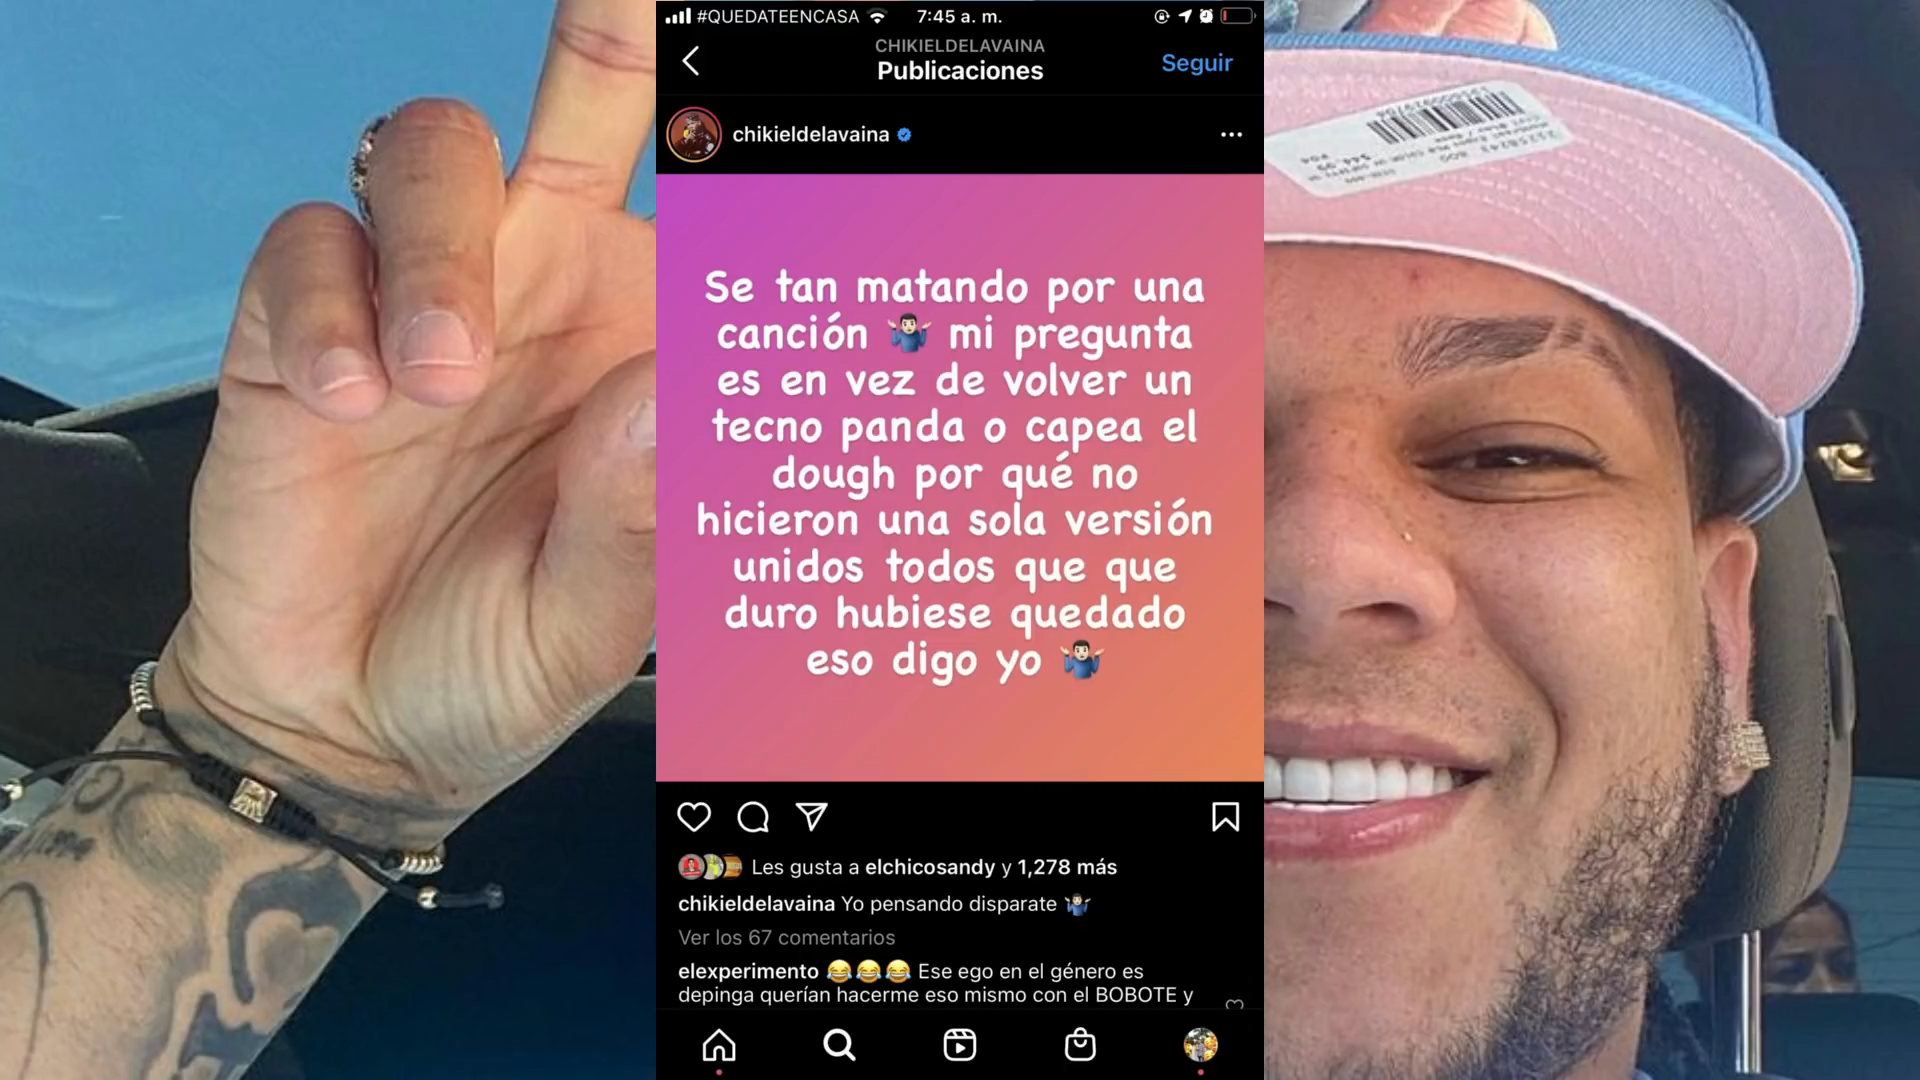 #QUEDATEENCASA 7:45 a. m.
CHIKIELDELAVAINA
Publicaciones
Seguir
chikieldelavaina
Se tan matando por una
canción 🤷🏻‍♂️ mi pregunta
es en vez de volver un
tecno panda o capea el
dough por qué no
hicieron una sola versión
unidos todos que que
duro hubiese quedado
eso digo yo 🤷🏻‍♂️
Les gusta a elchicosandy y 1,278 más
chikieldelavaina Yo pensando disparate 🤷🏻‍♂️
Ver los 67 comentarios
elexperimento 😂😂😂 Ese ego en el género es
depinga querían hacerme eso mismo con el BOBOTE y